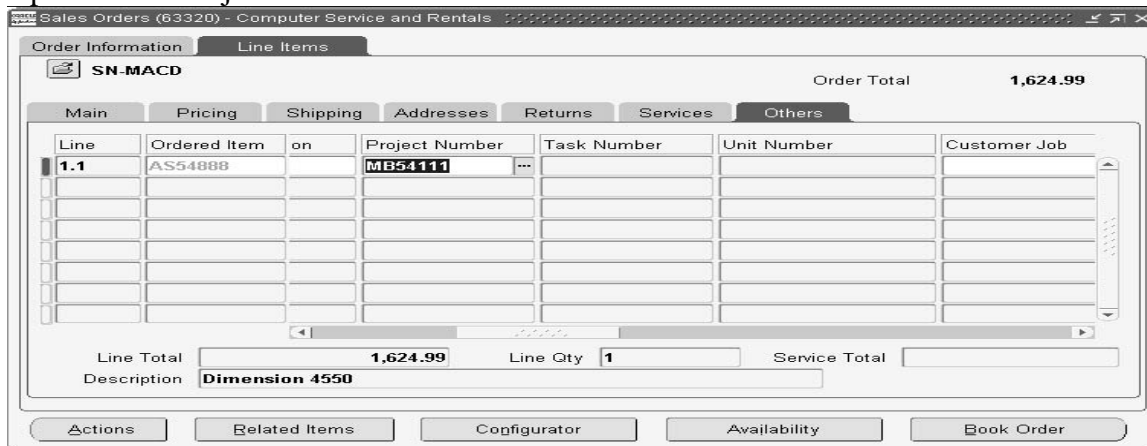 Sales Orders (63320) - Computer Service and Rentals
Order Information Line Items
SN-MACD Order Total 1,624.99
Main Pricing Shipping Addresses Returns Services Others
Line Ordered Item on Project Number Task Number Unit Number Customer Job
1.1 AS54888 MB54111 ...
Line Total 1,624.99 Line Qty 1 Service Total
Description Dimension 4550
Actions Related Items Configurator Availability Book Order